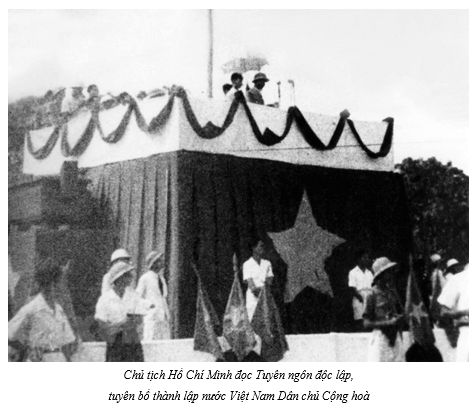 Chủ tịch Hồ Chí Minh đọc Tuyên ngôn độc lập,
tuyên bố thành lập nước Việt Nam Dân chủ Cộng hoà